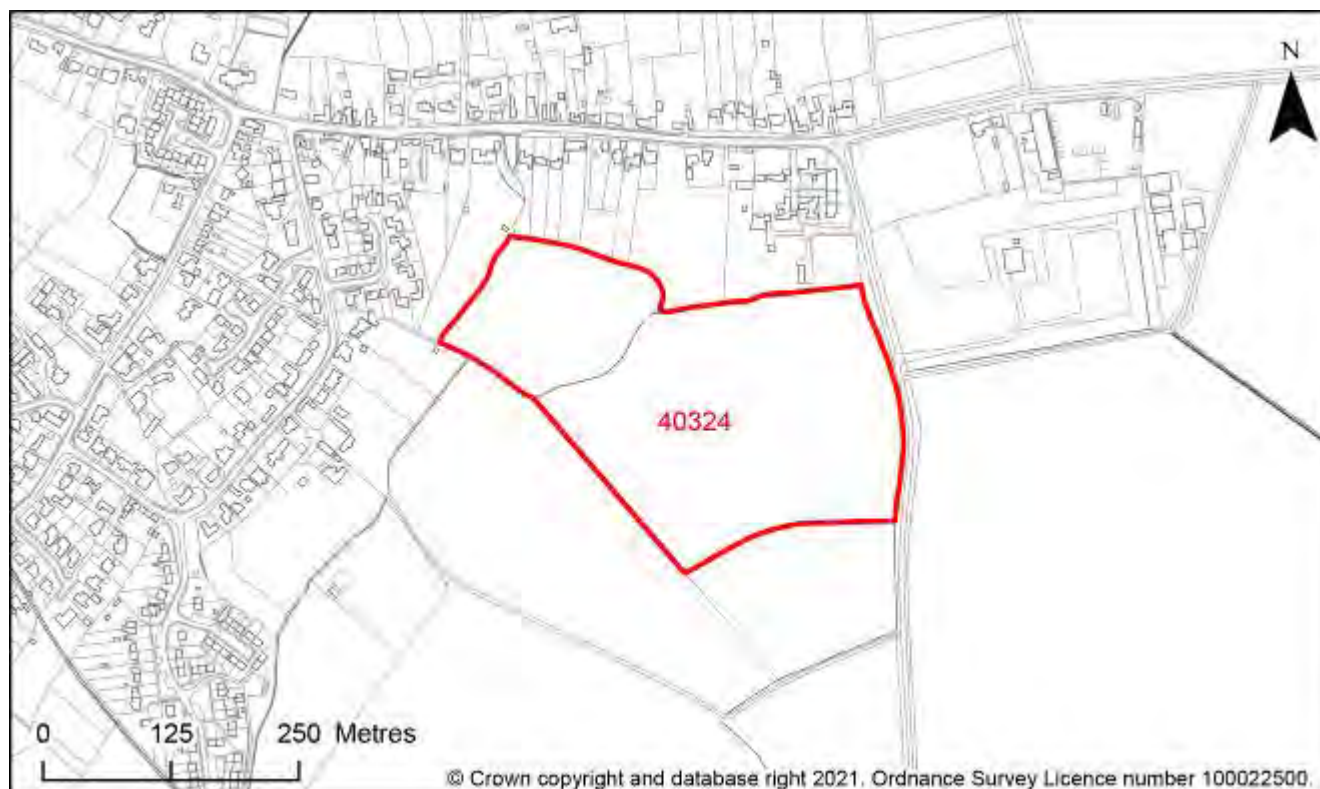 N
40324
0 125 250 Metres
© Crown copyright and database right 2021. Ordnance Survey Licence number 100022500.